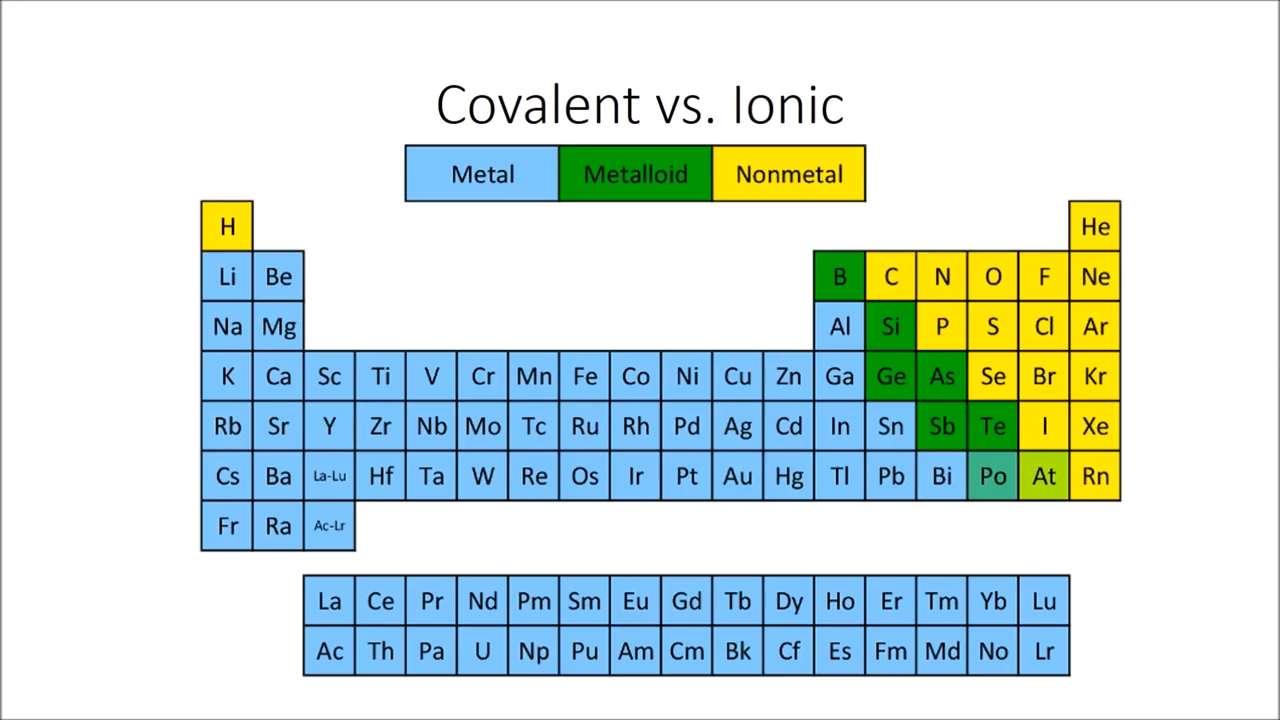 Covalent vs. Ionic
Metal Metalloid Nonmetal
H He
Li Be B C N O F Ne
Na Mg Al Si P S Cl Ar
K Ca Sc Ti V Cr Mn Fe Co Ni Cu Zn Ga Ge As Se Br Kr
Rb Sr Y Zr Nb Mo Tc Ru Rh Pd Ag Cd In Sn Sb Te I Xe
Cs Ba La-Lu Hf Ta W Re Os Ir Pt Au Hg Tl Pb Bi Po At Rn
Fr Ra Ac-Lr
La Ce Pr Nd Pm Sm Eu Gd Tb Dy Ho Er Tm Yb Lu
Ac Th Pa U Np Pu Am Cm Bk Cf Es Fm Md No Lr